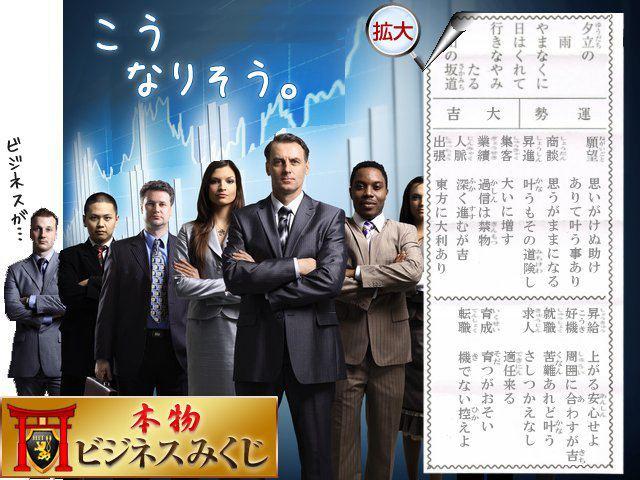 こう
なりそう。
拡大
ビジネスが…
夕立の
雨
やまなくに
日はくれて
行きなやみ
たる
の坂道
運勢
大吉
願望 思いがけぬ助け
ありて叶う事あり
商談 思うがままになる
昇進 叶うもその道険し
集客 大いに増す
業績 過信は禁物
人脈 深く進むが吉
出張 東方に大利あり
昇給 上がる安心せよ
好機 周囲に合わすが吉
就職 苦難あれど叶う
求人 さしつかえなし
適任来る
育成 育つがおそい
転職 機でない控えよ
本物
ビジネスみくじ